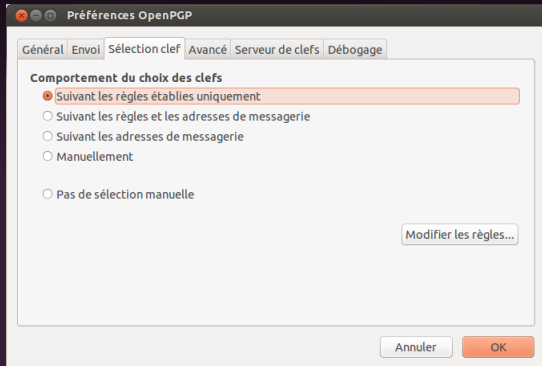 Préférences OpenPGP
Général Envoi Sélection clef Avancé Serveur de clefs Débogage
Comportement du choix des clefs
Suivant les règles établies uniquement
Suivant les règles et les adresses de messagerie
Suivant les adresses de messagerie
Manuellement
Pas de sélection manuelle
Modifier les règles...
Annuler OK